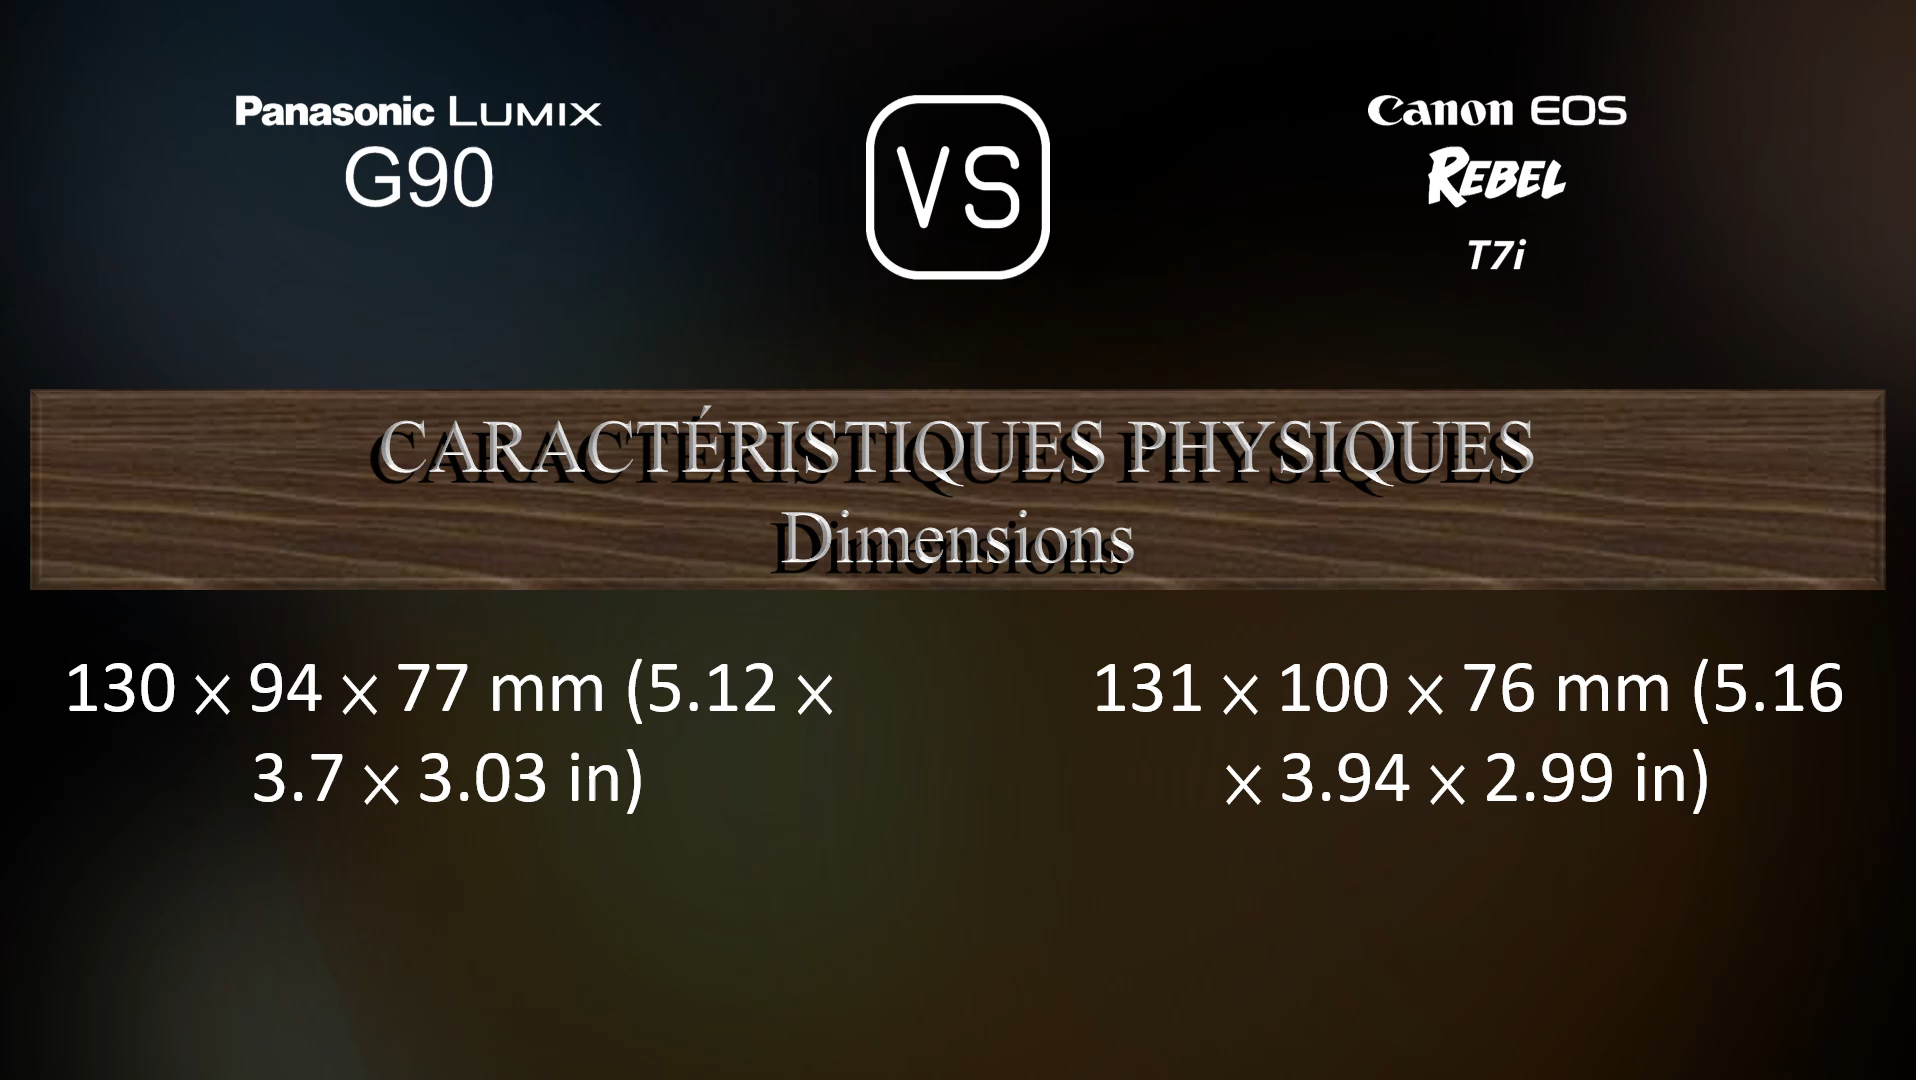 Panasonic LUMIX
G90
VS
Canon EOS
REBEL
T7i
CARACTÉRISTIQUES PHYSIQUES
Dimensions
130 x 94 x 77 mm (5.12 x
3.7 x 3.03 in)
131 x 100 x 76 mm (5.16
x 3.94 x 2.99 in)